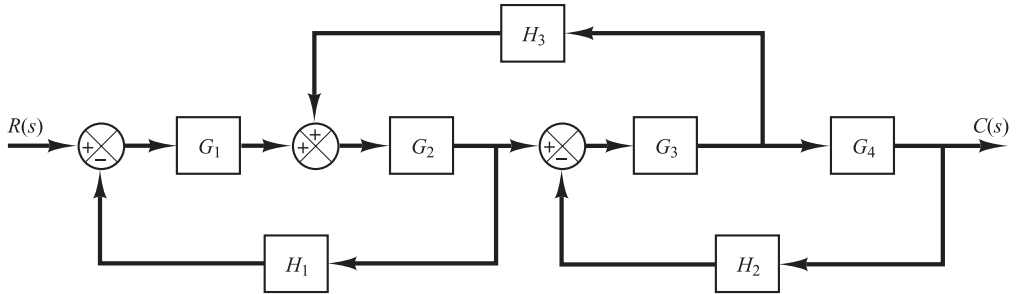 H3
R(s)
G1
G2
G3
G4
C(s)
+
-
+
+
+
-
H1
H2